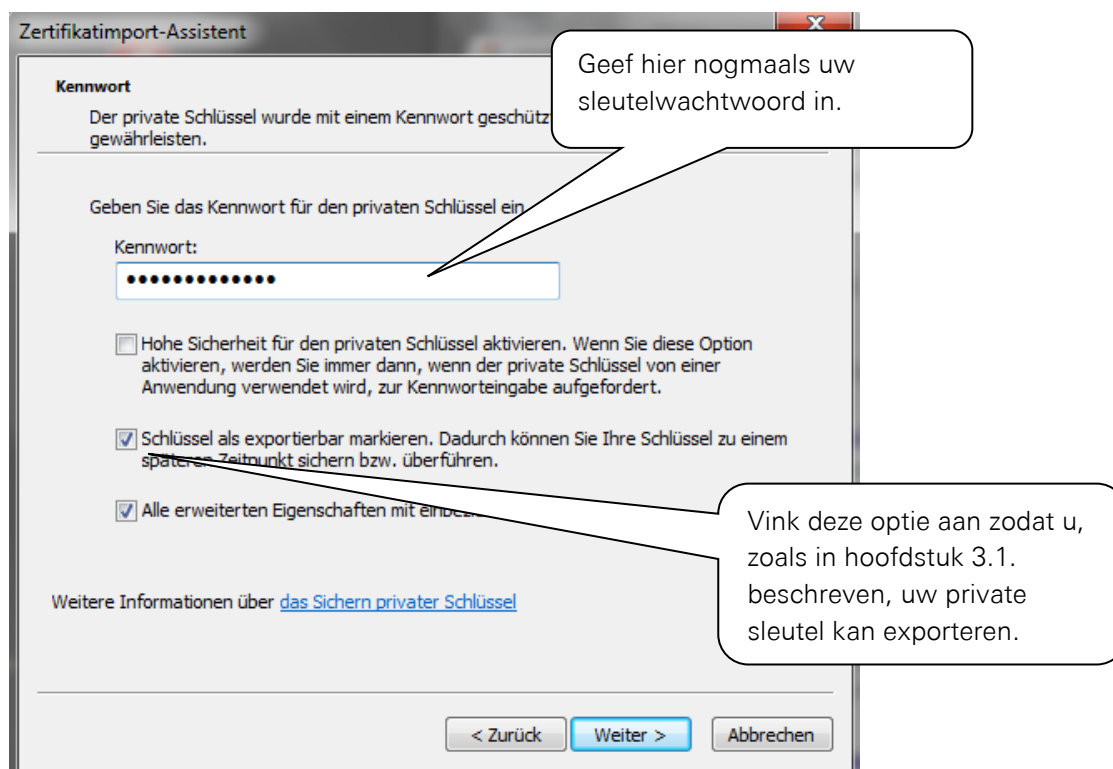 Zertifikatimport-Assistent
Geef hier nogmaals uw
sleutelwachtwoord in.
Kennwort
Der private Schlüssel wurde mit einem Kennwort geschützt
gewährleisten.
Geben Sie das Kennwort für den privaten Schlüssel ein
Kennwort:
•••••••••••••
Hohe Sicherheit für den privaten Schlüssel aktivieren. Wenn Sie diese Option
aktivieren, werden Sie immer dann, wenn der private Schlüssel von einer
Anwendung verwendet wird, zur Kennworteingabe aufgefordert.
Schlüssel als exportierbar markieren. Dadurch können Sie Ihre Schlüssel zu einem
späteren Zeitpunkt sichern bzw. überführen.
Alle erweiterten Eigenschaften mit
Vink deze optie aan zodat u,
zoals in hoofdstuk 3.1.
beschreven, uw private
sleutel kan exporteren.
Weitere Informationen über das Sichern privater Schlüssel
< Zurück
Weiter >
Abbrechen